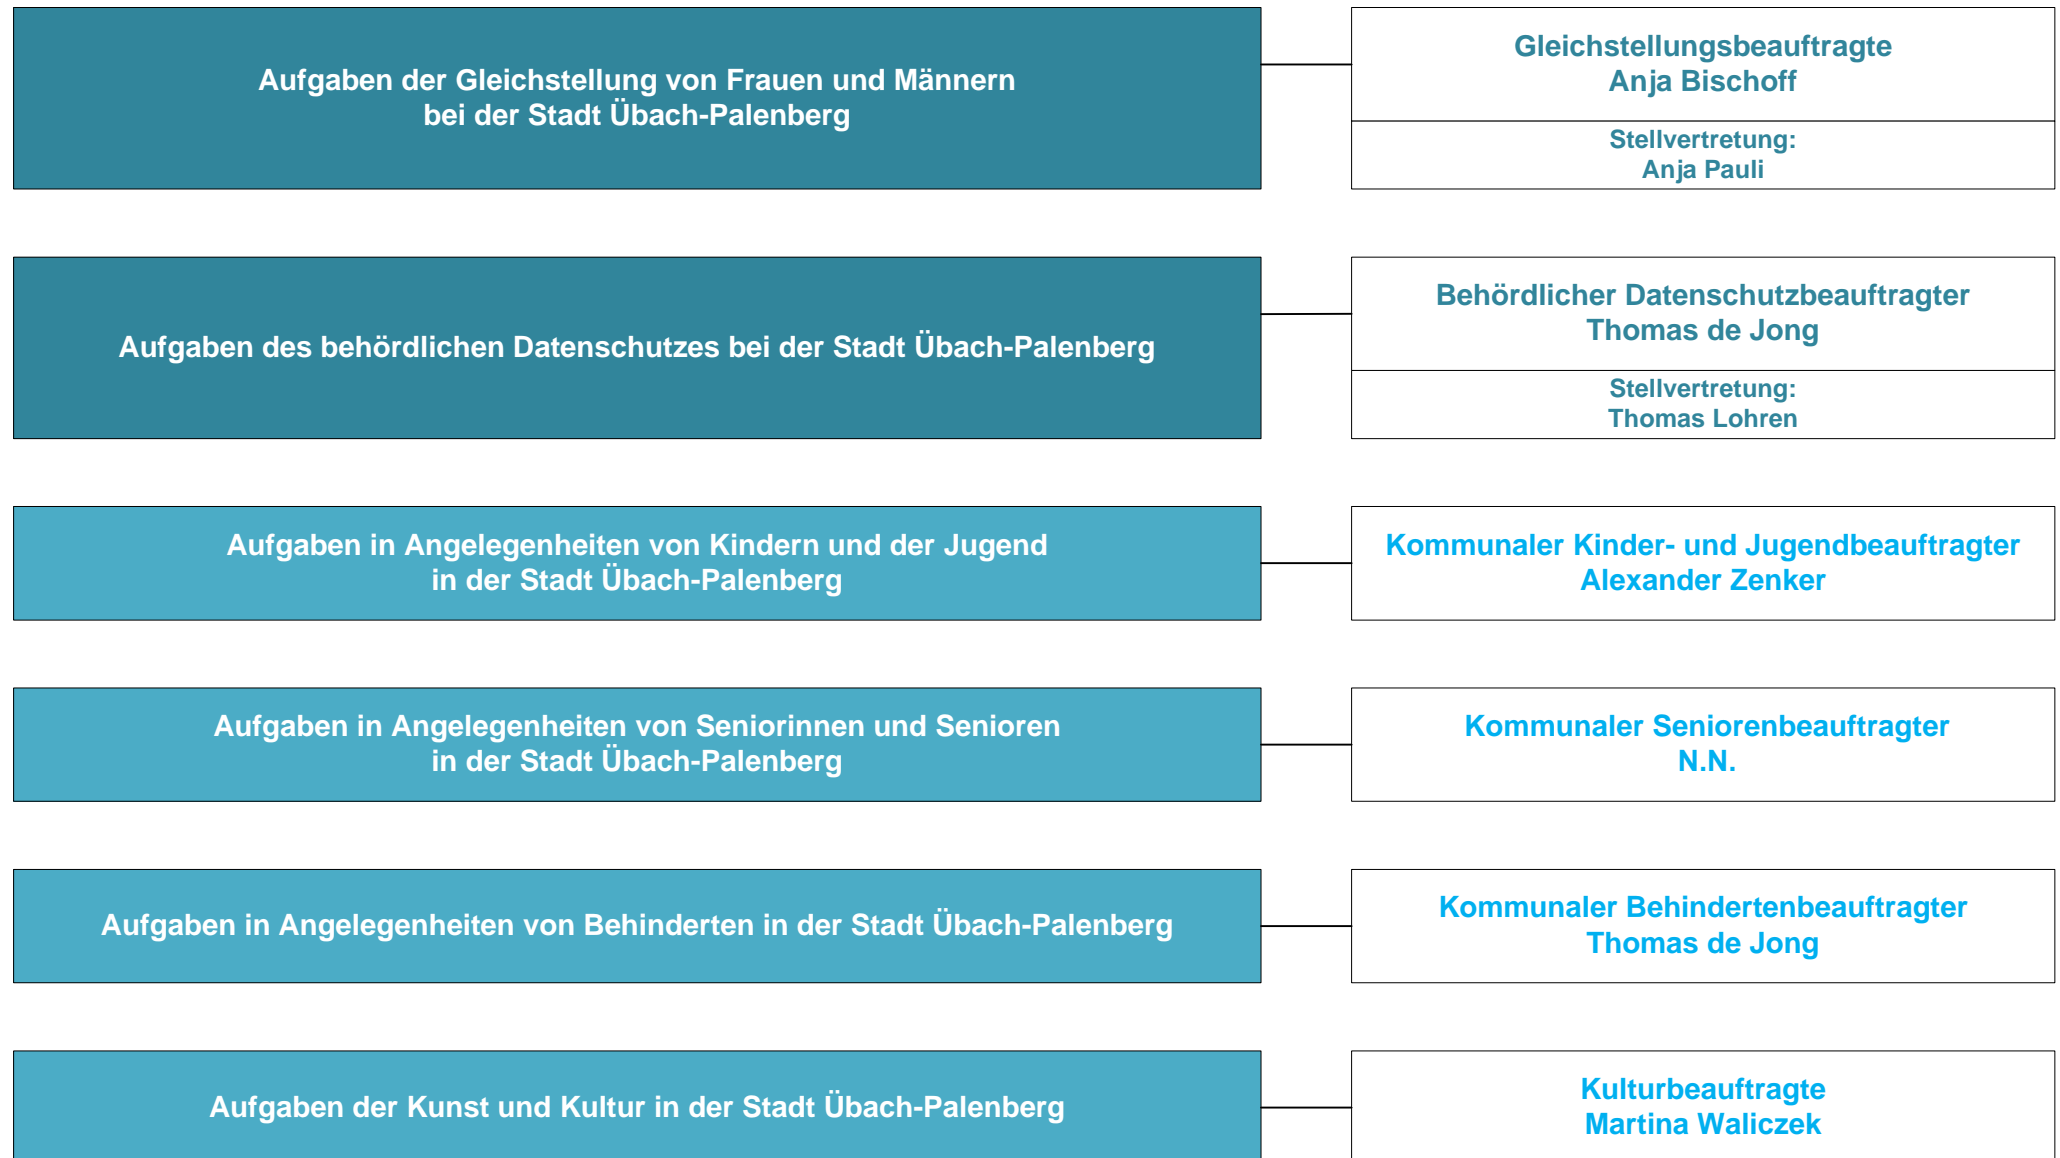 Aufgaben der Gleichstellung von Frauen und Männern
bei der Stadt Übach-Palenberg
Gleichstellungsbeauftragte
Anja Bischoff
Stellvertretung:
Anja Pauli
Aufgaben des behördlichen Datenschutzes bei der Stadt Übach-Palenberg
Behördlicher Datenschutzbeauftragter
Thomas de Jong
Stellvertretung:
Thomas Lohren
Aufgaben in Angelegenheiten von Kindern und der Jugend
in der Stadt Übach-Palenberg
Kommunaler Kinder- und Jugendbeauftragter
Alexander Zenker
Aufgaben in Angelegenheiten von Seniorinnen und Senioren
in der Stadt Übach-Palenberg
Kommunaler Seniorenbeauftragter
N.N.
Aufgaben in Angelegenheiten von Behinderten in der Stadt Übach-Palenberg
Kommunaler Behindertenbeauftragter
Thomas de Jong
Aufgaben der Kunst und Kultur in der Stadt Übach-Palenberg
Kulturbeauftragte
Martina Waliczek